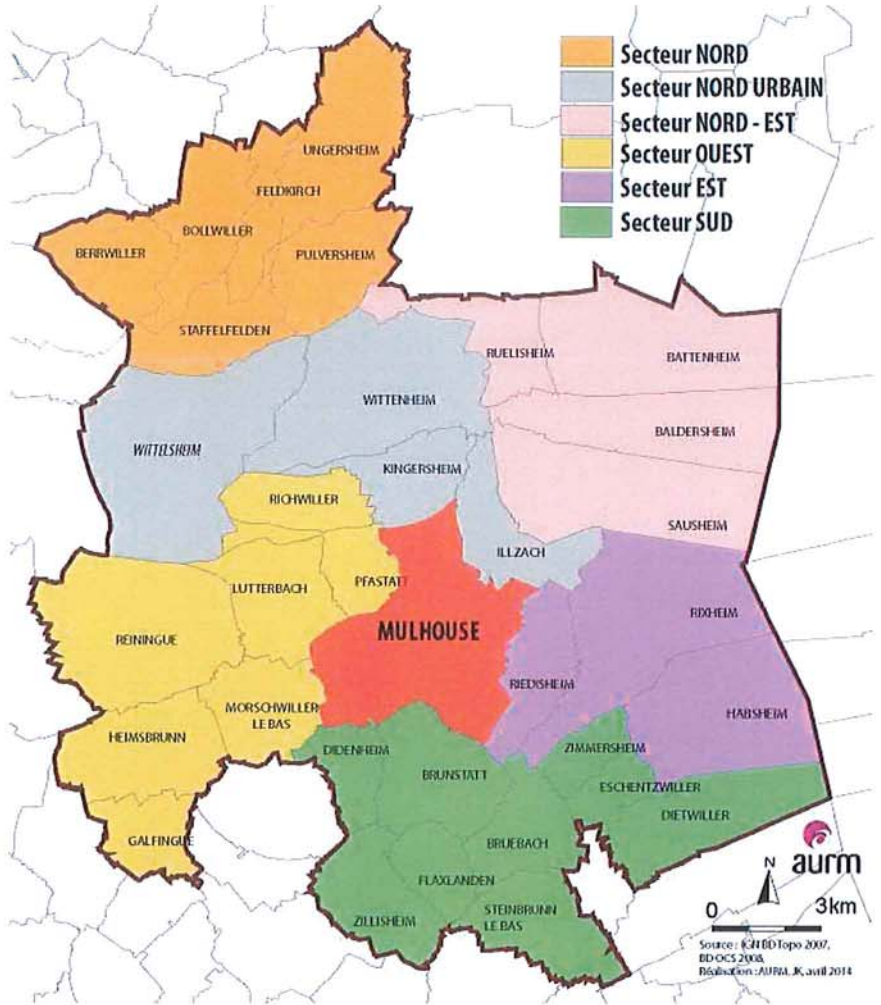 Secteur NORD
Secteur NORD URBAIN
Secteur NORD - EST
Secteur OUEST
Secteur EST
Secteur SUD
UNGERSHEIM
FELDKIRCH
BOLLWILLER
BERRWILLER
PULVERSHEIM
STAFFELFELDEN
RUELISHEIM
BATTENHEIM
WITTENHEIM
BALDERSHEIM
WITTELSHEIM
KINGERSHEIM
RICHWILLER
SAUSHEIM
ILLZACH
PFASTATT
LUTTERBACH
RIXHEIM
MULHOUSE
REININGUE
RIEDISHEIM
MORSCHWILLER
LE BAS
HABSHEIM
HEIMSBRUNN
DIDENHEIM
ZIMMERSHEIM
BRUNSTATT
ESCHENTZWILLER
DIETWILLER
GALFINGUE
BRUEBACH
FLAXLANDEN
ZILLISHEIM
STEINBRUNN
LE BAS
aurm
N
0 3km
Source : IGN BD Topo 2007,
BD OCS 2008,
Réalisation : AURM, JK, avril 2014